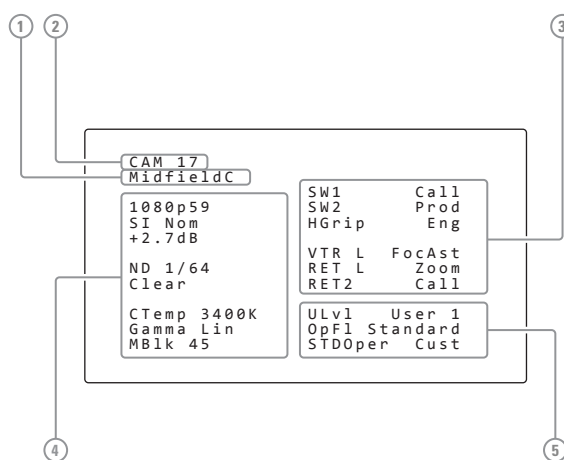 1 2 3
CAM 17
MidfieldC
1080p59
SI Nom
+2.7dB
ND 1/64
Clear
CTemp 3400K
Gamma Lin
MBlk 45
SW1 Call
SW2 Prod
HGrip Eng
VTR L FocAst
RET L Zoom
RET2 Call
ULvl User 1
OpFl Standard
STDOper Cust
4 5